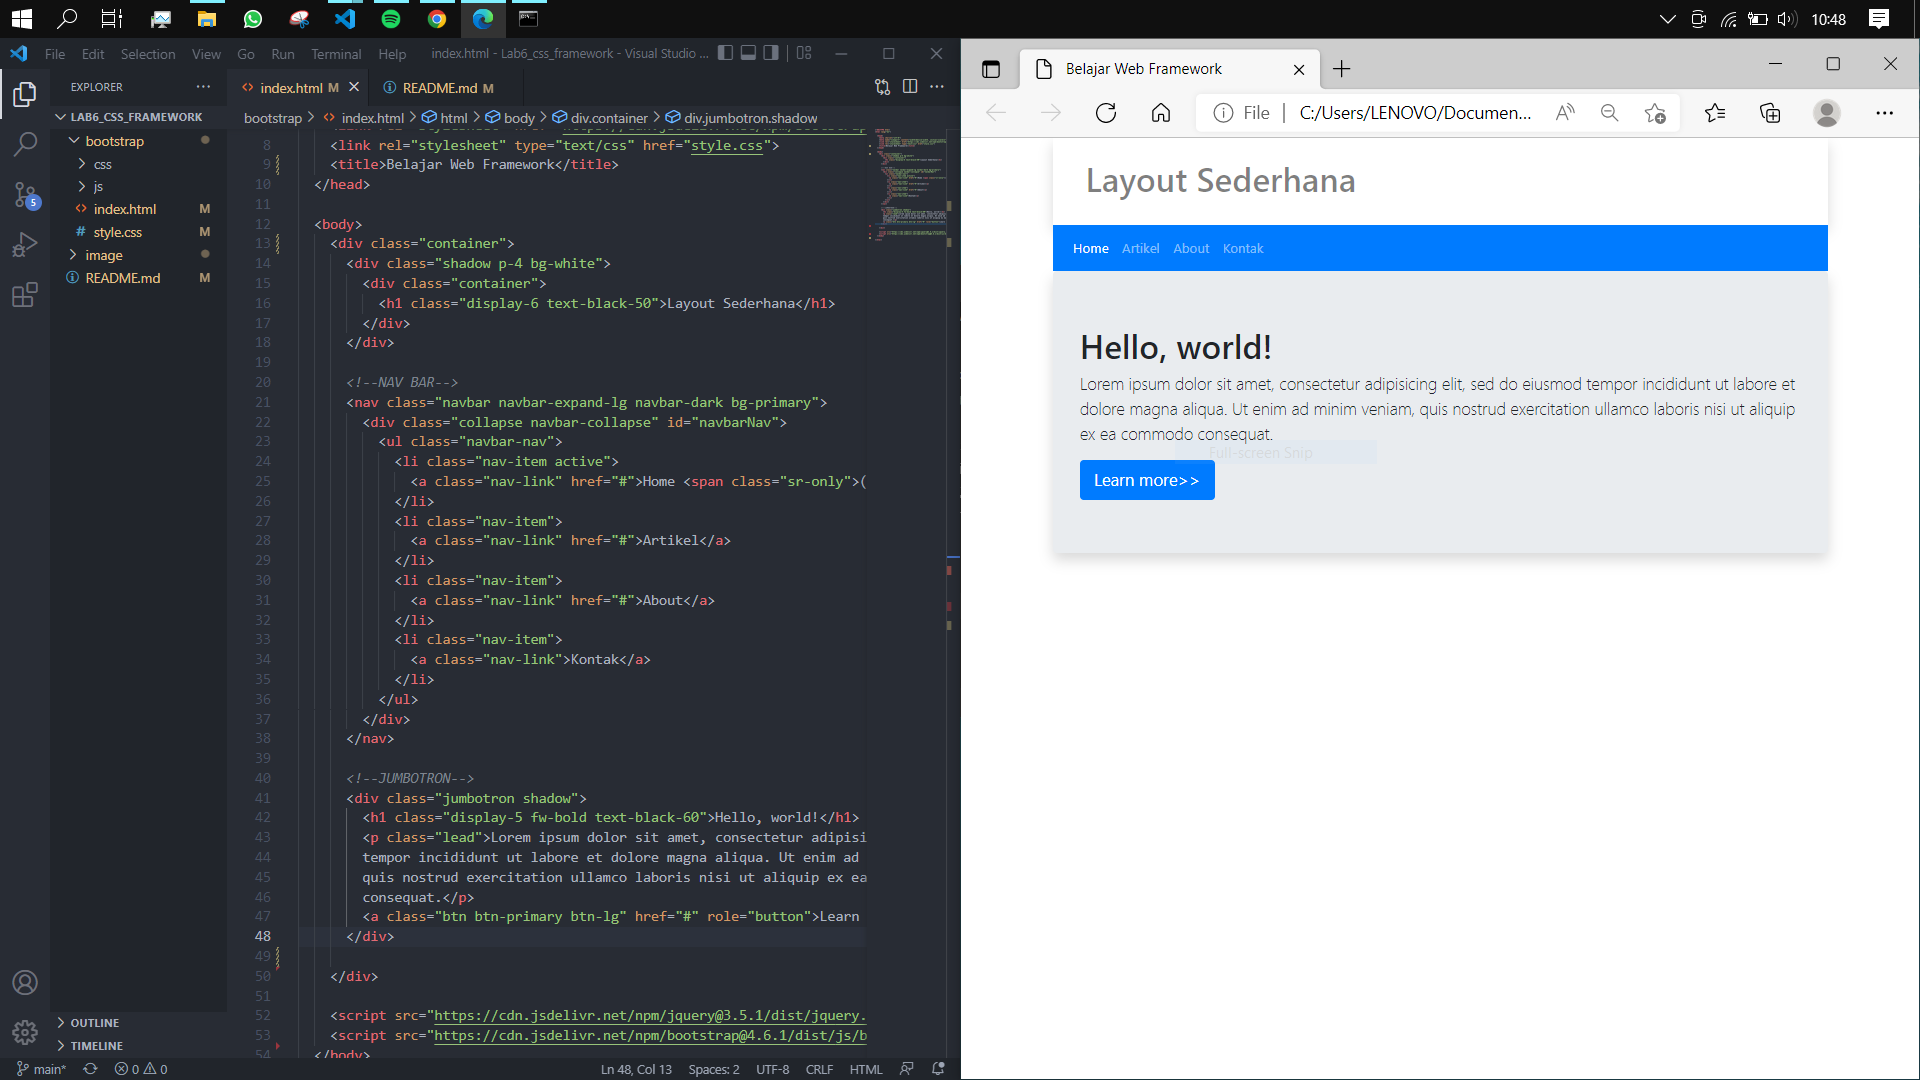 10:48
File Edit Selection View Go Run Terminal Help index.html - Lab6_css_framework - Visual Studio ...
EXPLORER ...
index.html M
README.md M
LAB6_CSS_FRAMEWORK
bootstrap
css
js
index.html M
style.css M
image
README.md M
5
OUTLINE
TIMELINE
bootstrap > index.html > html > body > div.container > div.jumbotron.shadow
8 <link rel="stylesheet" type="text/css" href="style.css">
9 <title>Belajar Web Framework</title>
10 </head>
11
12 <body>
13 <div class="container">
14 <div class="shadow p-4 bg-white">
15 <div class="container">
16 <h1 class="display-6 text-black-50">Layout Sederhana</h1>
17 </div>
18 </div>
19
20 <!--NAV BAR-->
21 <nav class="navbar navbar-expand-lg navbar-dark bg-primary">
22 <div class="collapse navbar-collapse" id="navbarNav">
23 <ul class="navbar-nav">
24 <li class="nav-item active">
25 <a class="nav-link" href="#">Home <span class="sr-only">(
26 </li>
27 <li class="nav-item">
28 <a class="nav-link" href="#">Artikel</a>
29 </li>
30 <li class="nav-item">
31 <a class="nav-link" href="#">About</a>
32 </li>
33 <li class="nav-item">
34 <a class="nav-link">Kontak</a>
35 </li>
36 </ul>
37 </div>
38 </nav>
39
40 <!--JUMBOTRON-->
41 <div class="jumbotron shadow">
42 <h1 class="display-5 fw-bold text-black-60">Hello, world!</h1>
43 <p class="lead">Lorem ipsum dolor sit amet, consectetur adipisi
44 tempor incididunt ut labore et dolore magna aliqua. Ut enim ad
45 quis nostrud exercitation ullamco laboris nisi ut aliquip ex ea
46 consequat.</p>
47 <a class="btn btn-primary btn-lg" href="#" role="button">Learn
48 </div>
49
50 </div>
51
52 <script src="https://cdn.jsdelivr.net/npm/jquery@3.5.1/dist/jquery.
53 <script src="https://cdn.jsdelivr.net/npm/bootstrap@4.6.1/dist/js/b
54 </body>
main* 0 0 Ln 48, Col 13 Spaces: 2 UTF-8 CRLF HTML
Belajar Web Framework
File | C:/Users/LENOVO/Documen...
Layout Sederhana
Home Artikel About Kontak
Hello, world!
Lorem ipsum dolor sit amet, consectetur adipisicing elit, sed do eiusmod tempor incididunt ut labore et
dolore magna aliqua. Ut enim ad minim veniam, quis nostrud exercitation ullamco laboris nisi ut aliquip
ex ea commodo consequat.
Full-screen Snip
Learn more>>